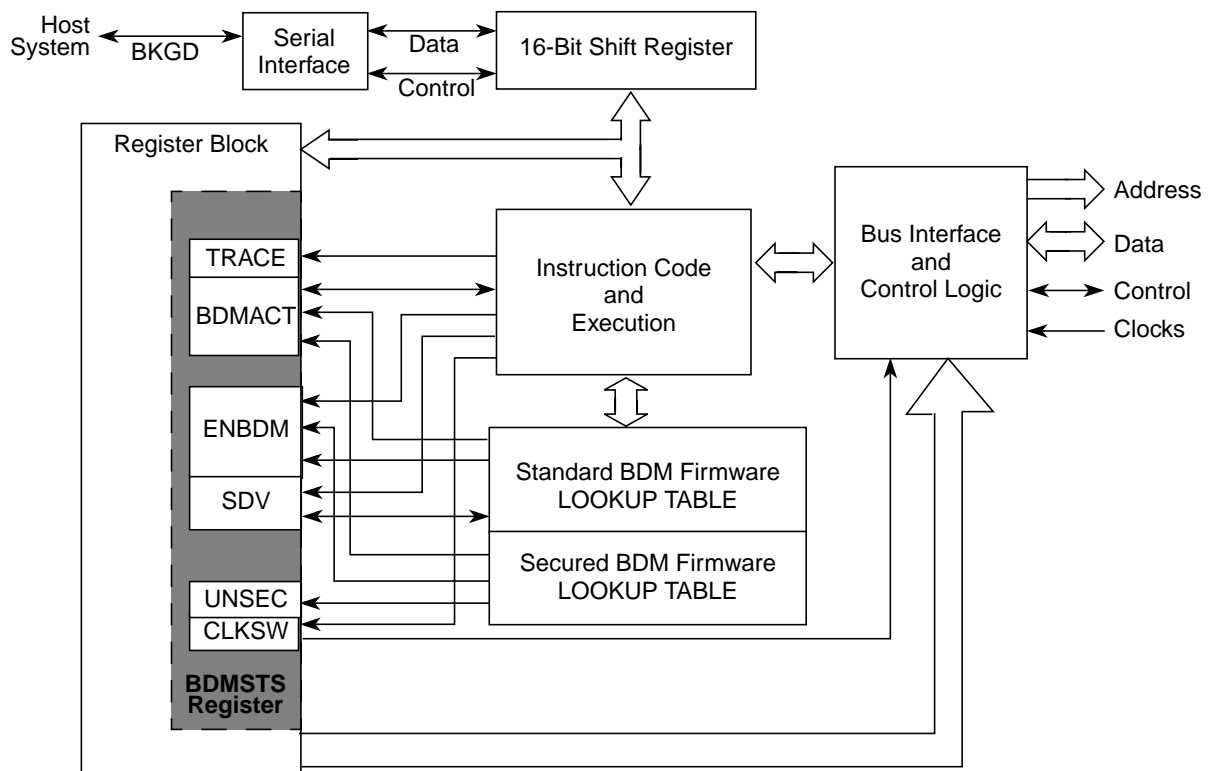 Host
System
BKGD
Serial
Interface
Data
Control
16-Bit Shift Register
Register Block
TRACE
BDMACT
ENBDM
SDV
UNSEC
CLKSW
BDMSTS
Register
Instruction Code
and
Execution
Standard BDM Firmware
LOOKUP TABLE
Secured BDM Firmware
LOOKUP TABLE
Bus Interface
and
Control Logic
Address
Data
Control
Clocks